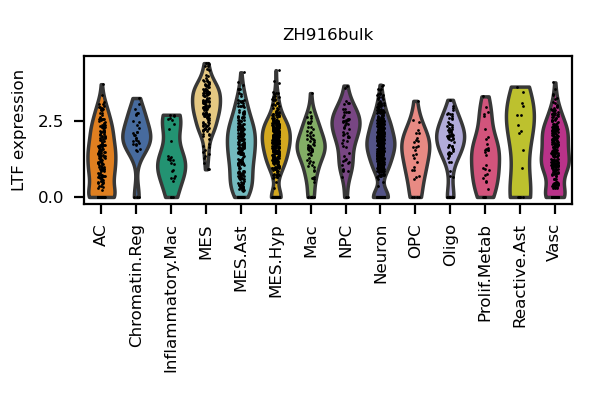 ZH916bulk
LTF expression
2.5
0.0
AC
Chromatin.Reg
Inflammatory.Mac
MES
MES.Ast
MES.Hyp
Mac
NPC
Neuron
OPC
Oligo
Prolif.Metab
Reactive.Ast
Vasc